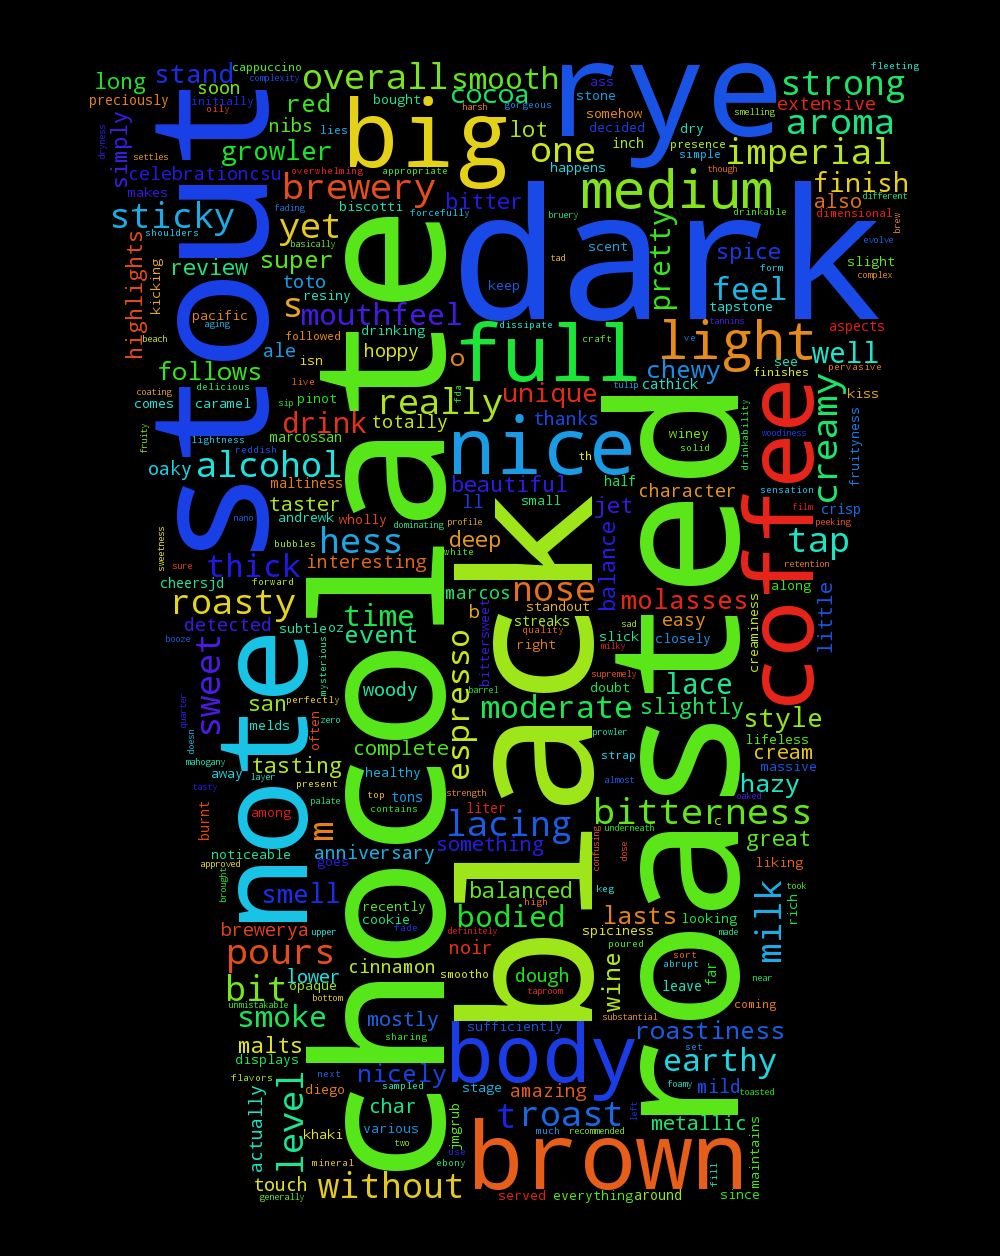 cappuccino
fleeting
long
stand
complexity
overall
smooth
rye
ass
strong
soon
preciously
initially
cocoa
bought
stone
extensive
oily
red
big
harsh
gorgeous
somehow
smelling
aroma
stout
nibs
lies
lot
decided
dry
presence
dryness
simply
growler
one
inch
simple
imperial
settles
celebrationcsu
overwhelming
appropriate
happens
though
finish
makes
brewery
bitter
medium
also
different
sticky
fading
biscotti
forcefully
bruery
drinkable
dimensional
brew
shoulders
yet
basically
dark
pretty
spice
evolve
highlights
review
super
tad
scent
form
slight
kicking
toto
keep
feel
complex
s
resiny
mouthfeel
tapstone
pacific
aging
followed
drinking
dissipate
craft
tannins
aspects
beach
ale
isn
hoppy
o
full
light
ve
see
well
follows
live
chewy
finishes
pervasive
coating
delicious
sip
pinot
really
fda
unique
tulip
cathick
kiss
comes
caramel
drink
totally
thanks
creamy
fruity
lightness
marcossan
nice
winey
drinkability
woodiness
reddish
solid
fruityness
oaky
alcohol
th
coffee
maltiness
beautiful
half
character
sensation
taster
ll
small
jet
film
crisp
nano
andrewk
wholly
dominating
profile
deep
peeking
sweetness
bubbles
hess
white
balance
tap
sure
thick
interesting
retention
cheersjd
forward
nose
along
roasty
time
marcos
standout
molasses
little
detected
subtle
oz
event
b
streaks
sad
easy
booze
bittersweet
quality
right
slick
closely
creaminess
milky
sweet
note
mysterious
chocolate
espresso
black
roasted
supremely
lace
quarter
san
perfectly
woody
barrel
doubt
slightly
style
doesn
melds
often
zero
moderate
prowler
lifeless
mahogany
complete
strap
cream
away
layer
tasting
healthy
almost
massive
tasty
present
strength
hazy
palate
top
tons
oaked
burnt
among
contains
liter
bitterness
m
lacing
c
underneath
great
noticeable
anniversary
something
confusing
dose
approved
goes
liking
brought
smell
recently
balanced
keg
took
cookie
high
lasts
looking
rich
brewerya
upper
fade
bodied
spiciness
made
definitely
pours
noir
poured
sort
milk
cinnamon
smootho
wine
abrupt
far
lower
dough
near
bit
opaque
taproom
leave
unmistakable
bottom
substantial
coming
smoke
mostly
sufficiently
roastiness
malts
sharing
body
set
displays
earthy
flavors
next
nicely
sampled
stage
foamy
mild
toasted
actually
level
diego
char
amazing
khaki
various
jmgrub
t
roast
left
metallic
two
much
recommended
mineral
use
ebony
brown
maintains
touch
without
fill
generally
served
everything
around
since